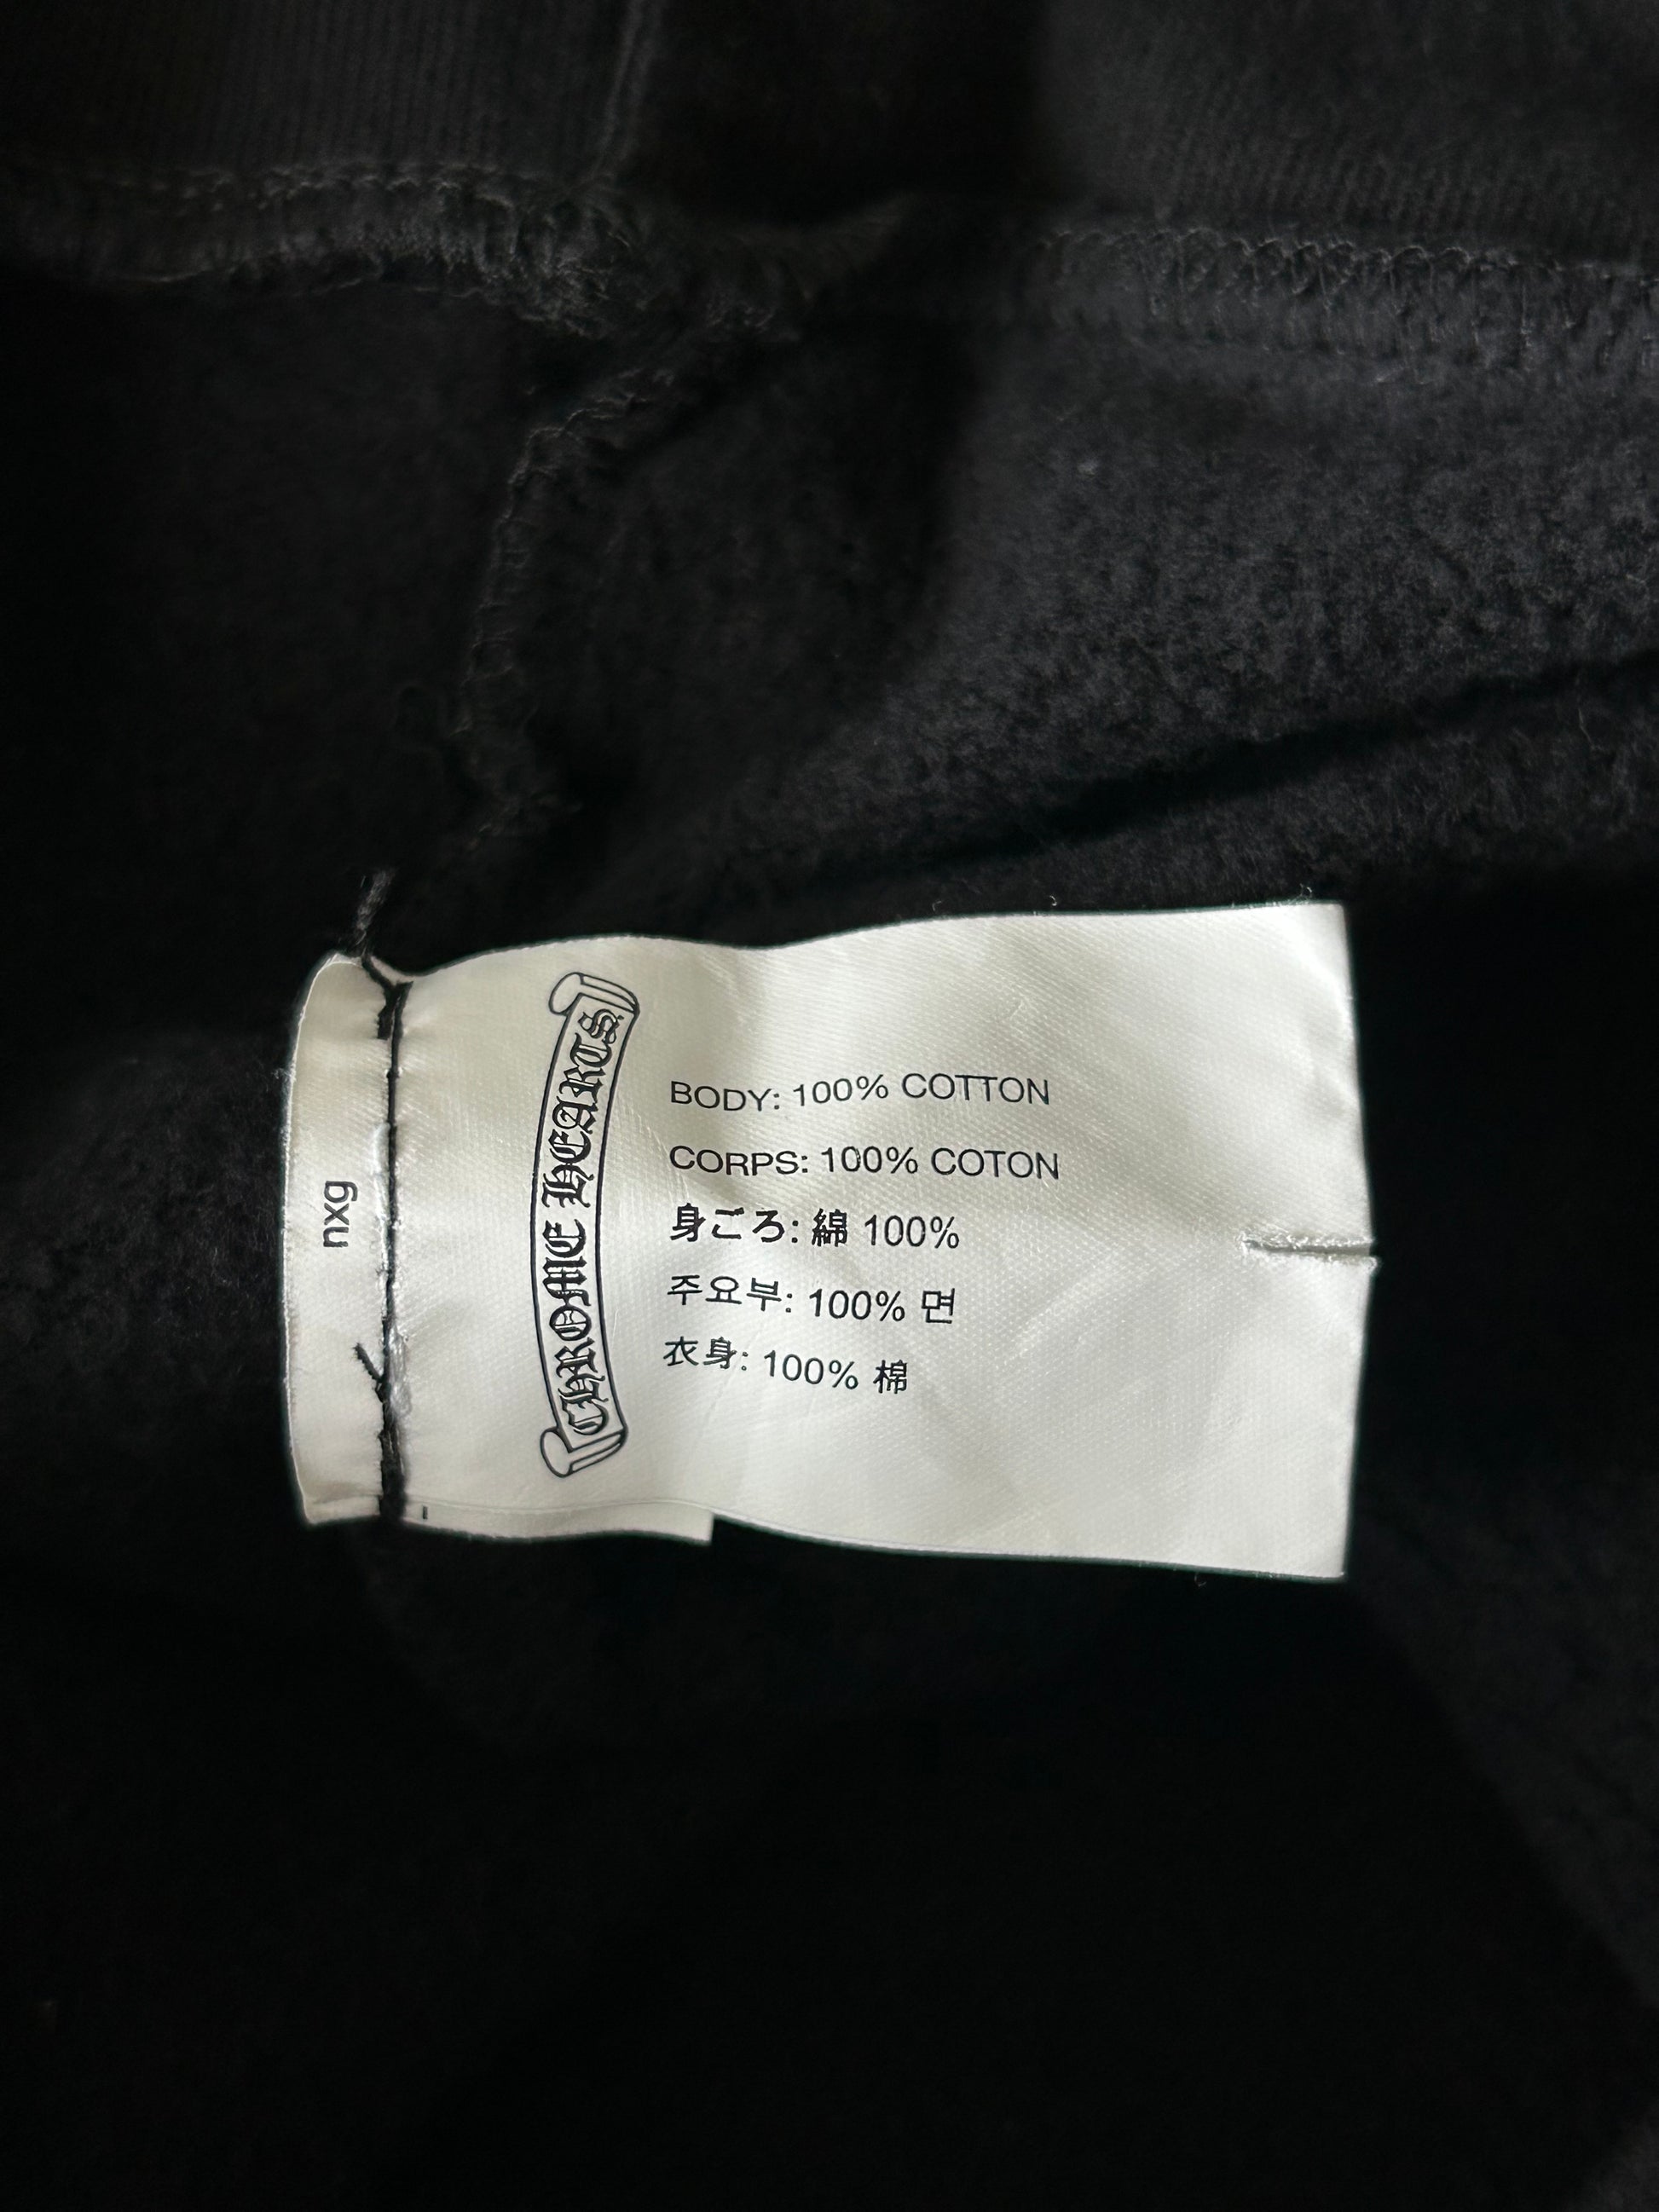 nxg
CHROME HEARTS
BODY: 100% COTTON
CORPS: 100% COTON
身ごろ: 綿 100%
주요부: 100% 면
衣身: 100% 棉